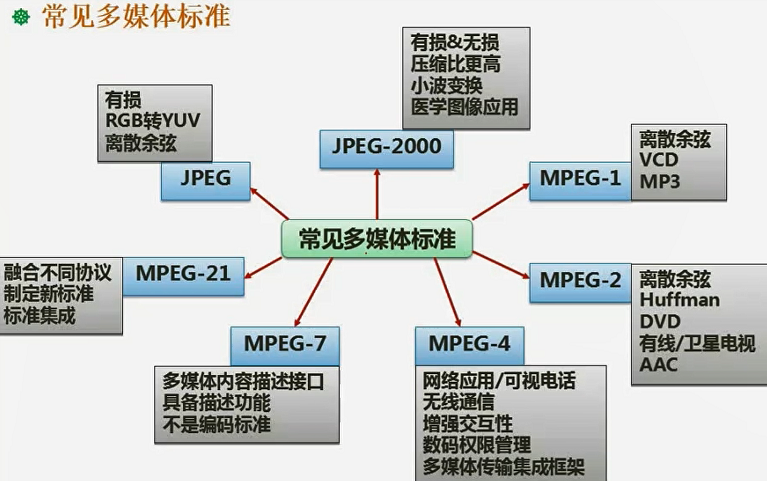 常见多媒体标准
有损&无损
压缩比更高
小波变换
医学图像应用
JPEG-2000
有损
RGB转YUV
离散余弦
JPEG
离散余弦
VCD
MP3
MPEG-1
常见多媒体标准
融合不同协议
制定新标准
标准集成
MPEG-21
MPEG-2
离散余弦
Huffman
DVD
有线/卫星电视
AAC
MPEG-7
多媒体内容描述接口
具备描述功能
不是编码标准
MPEG-4
网络应用/可视电话
无线通信
增强交互性
数码权限管理
多媒体传输集成框架